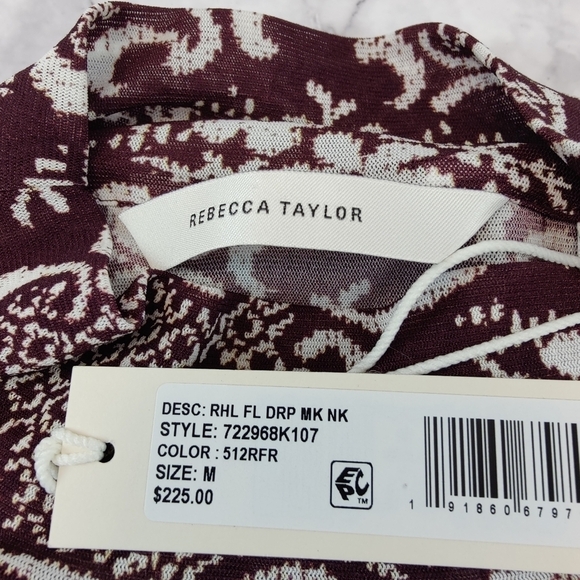 REBECCA TAYLOR
DESC: RHL FL DRP MK NK
STYLE: 722968K107
COLOR : 512RFR
SIZE: M
$225.00
EPC TM
1 91860 6797